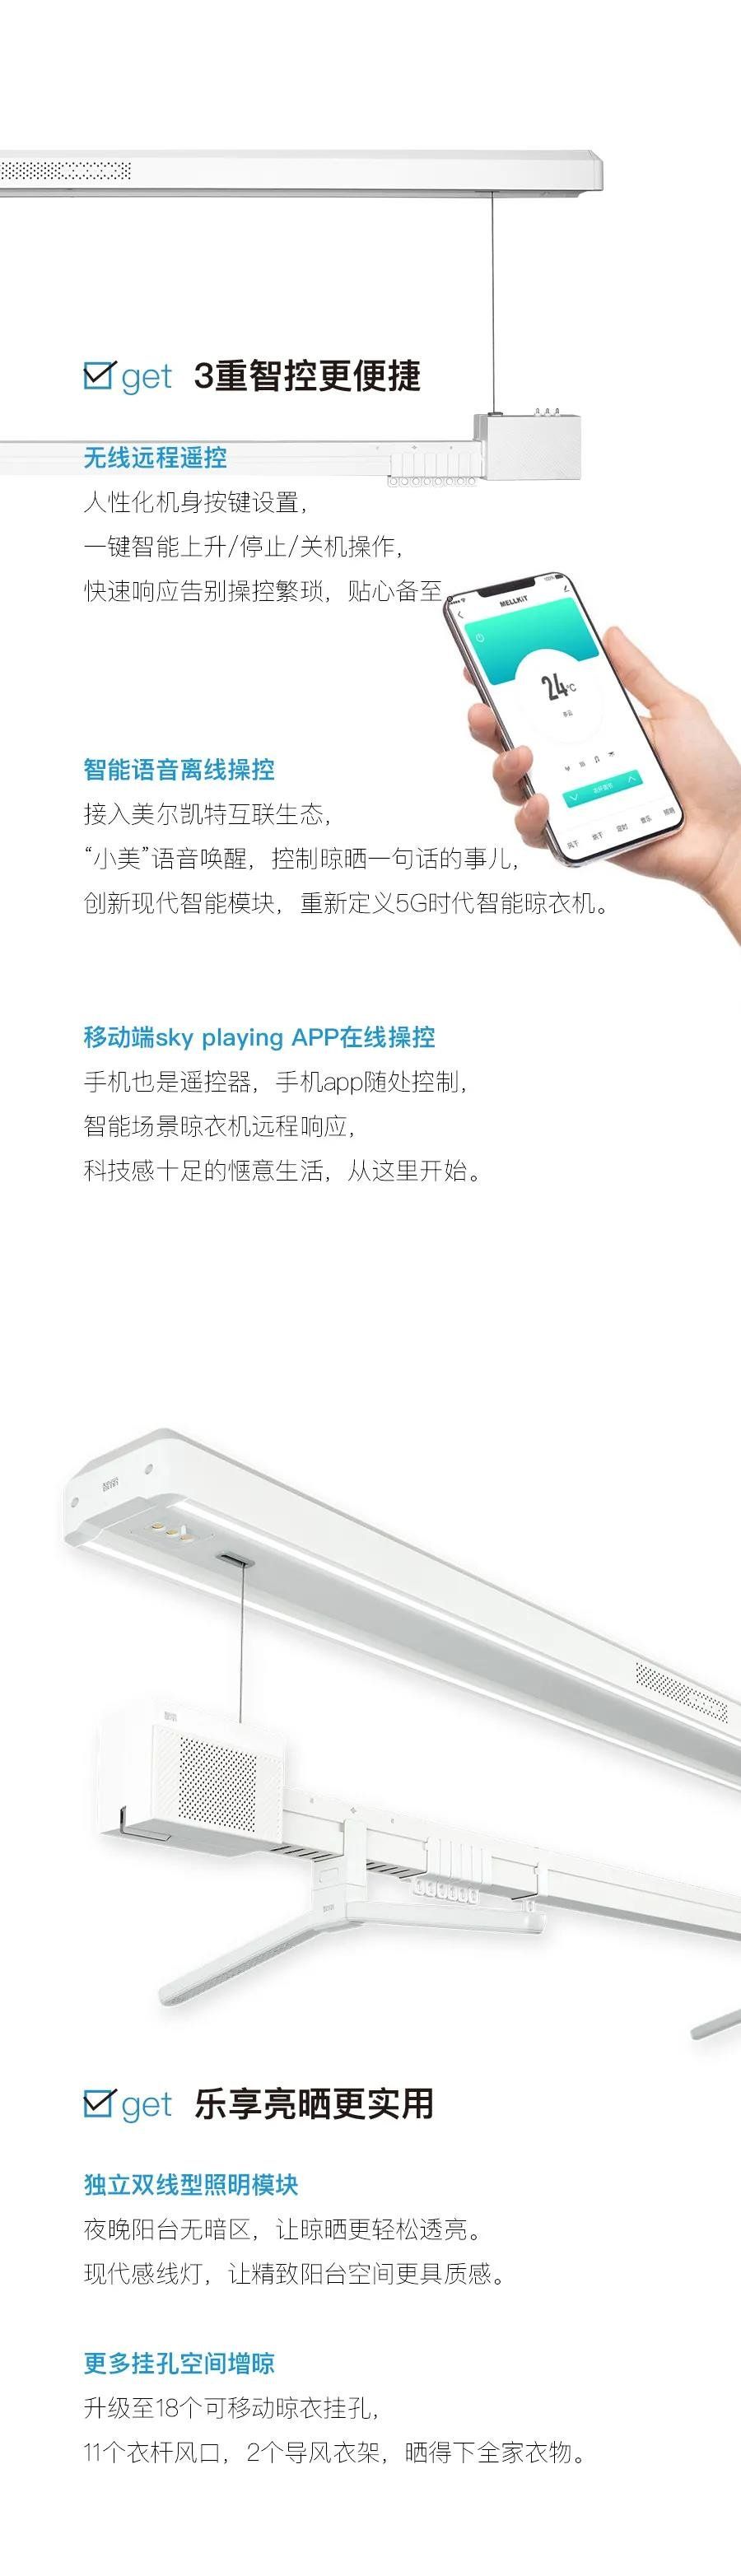 get 3重智控更便捷
无线远程遥控
人性化机身按键设置，
一键智能上升/停止/关机操作，
快速响应告别操控繁琐，贴心备至
MELLKIT
24℃
多云
风干 烘干 定时 音乐 照明
智能语音离线操控
接入美尔凯特互联生态，
“小美”语音唤醒，控制晾晒一句话的事儿，
创新现代智能模块，重新定义5G时代智能晾衣机。
移动端sky playing APP在线操控
手机也是遥控器，手机app随处控制，
智能场景晾衣机远程响应，
科技感十足的惬意生活，从这里开始。
get 乐享亮晒更实用
独立双线型照明模块
夜晚阳台无暗区，让晾晒更轻松透亮。
现代感线灯，让精致阳台空间更具质感。
更多挂孔空间增晾
升级至18个可移动晾衣挂孔，
11个衣杆风口，2个导风衣架，晒得下全家衣物。